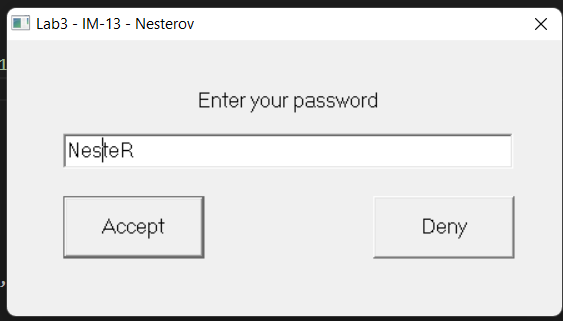 Lab3 - IM-13 - Nesterov
Enter your password
NesteR
Accept
Deny